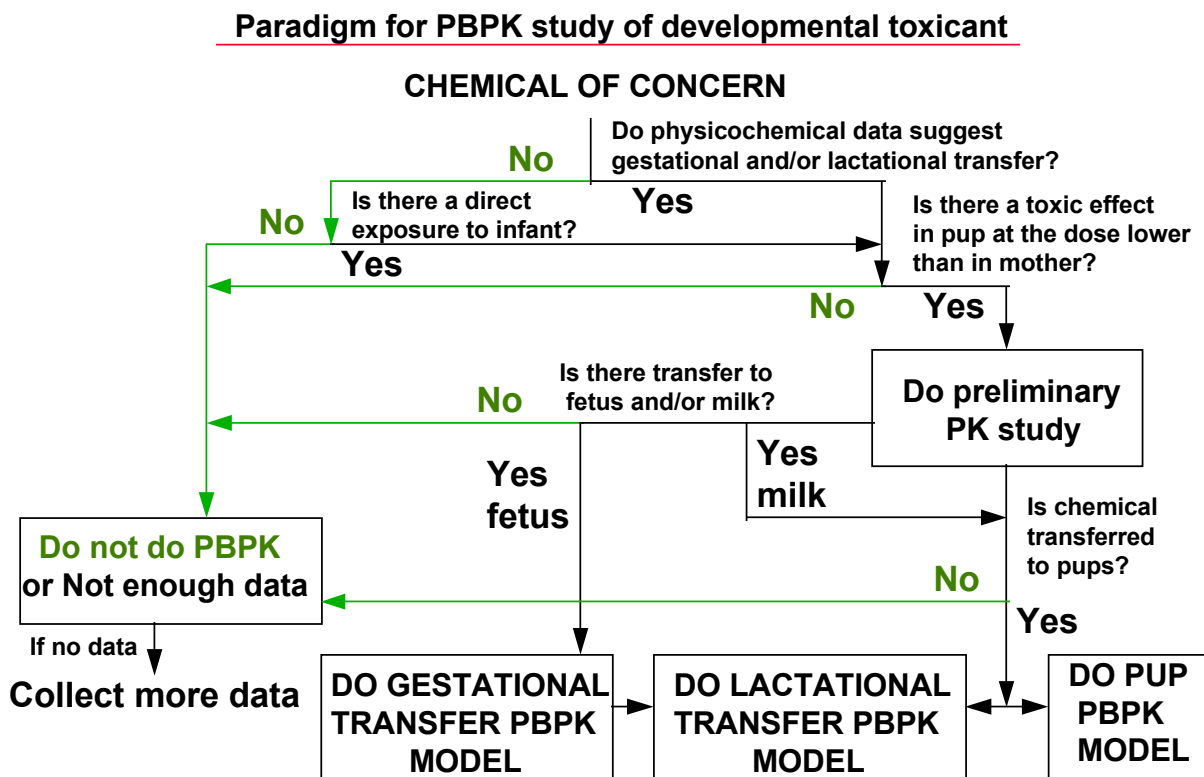 Paradigm for PBPK study of developmental toxicant
CHEMICAL OF CONCERN
Do physicochemical data suggest
gestational and/or lactational transfer?
No
Yes
Is there a direct
exposure to infant?
No
Yes
Is there a toxic effect
in pup at the dose lower
than in mother?
No
Yes
Do preliminary
PK study
Is there transfer to
fetus and/or milk?
No
Yes
fetus
Yes
milk
Is chemical
transferred
to pups?
No
Yes
Do not do PBPK
or Not enough data
If no data
Collect more data
DO GESTATIONAL
TRANSFER PBPK
MODEL
DO LACTATIONAL
TRANSFER PBPK
MODEL
DO PUP
PBPK
MODEL